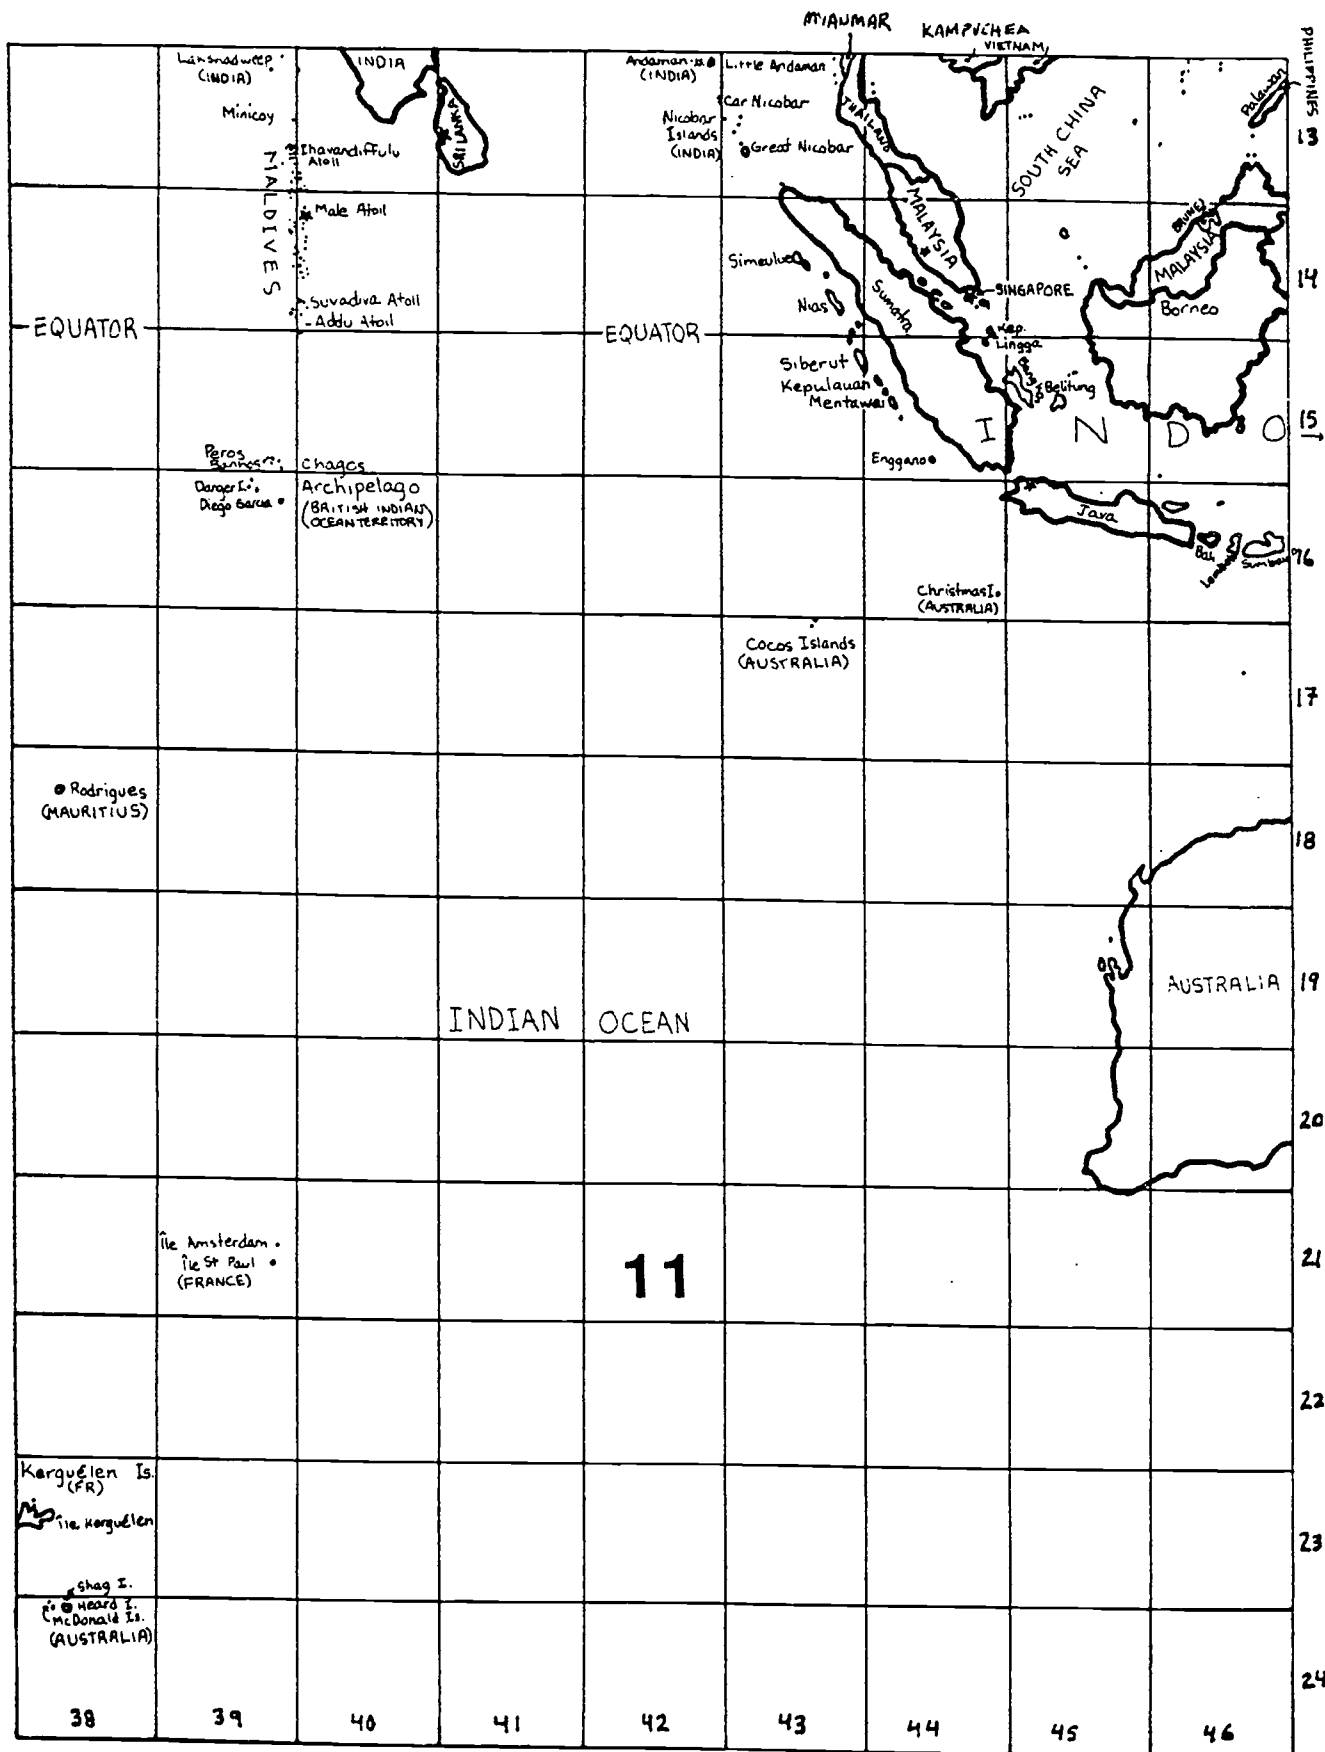 MIANMAR
KAMPUCHEA
VIETNAM
PHILIPPINES
INDIA
(INDIA)
Minicoy
MALDIVES
Ihavandiffulu
Atoll
Male Atoll
Suvadiva Atoll
Addu Atoll
SRI LANKA
Andaman
(INDIA)
Little Andaman
Car Nicobar
Nicobar
Islands
(INDIA)
Great Nicobar
THAILAND
SOUTH CHINA
SEA
Palawan
13
MALAYSIA
BRUNEI
MALAYSIA
Simeulue
Sumatra
SINGAPORE
Borneo
14
Nias
EQUATOR
EQUATOR
Kep.
Lingga
Siberut
Kepulauan
Mentawai
Belitung
I N D O
15
Enggano
Peros
Banhos
Chagos
Archipelago
(BRITISH INDIAN
OCEAN TERRITORY)
Danger I.
Diego Garcia
Java
Bali
Lombok
Sumbawa
16
Christmas I.
(AUSTRALIA)
Cocos Islands
(AUSTRALIA)
17
Rodrigues
(MAURITIUS)
18
AUSTRALIA
19
INDIAN OCEAN
20
Île Amsterdam
Île St Paul
(FRANCE)
11
21
22
Kerguélen Is.
(FR)
Île Kerguélen
23
Shag I.
Heard I.
McDonald Is.
(AUSTRALIA)
24
38 39 40 41 42 43 44 45 46